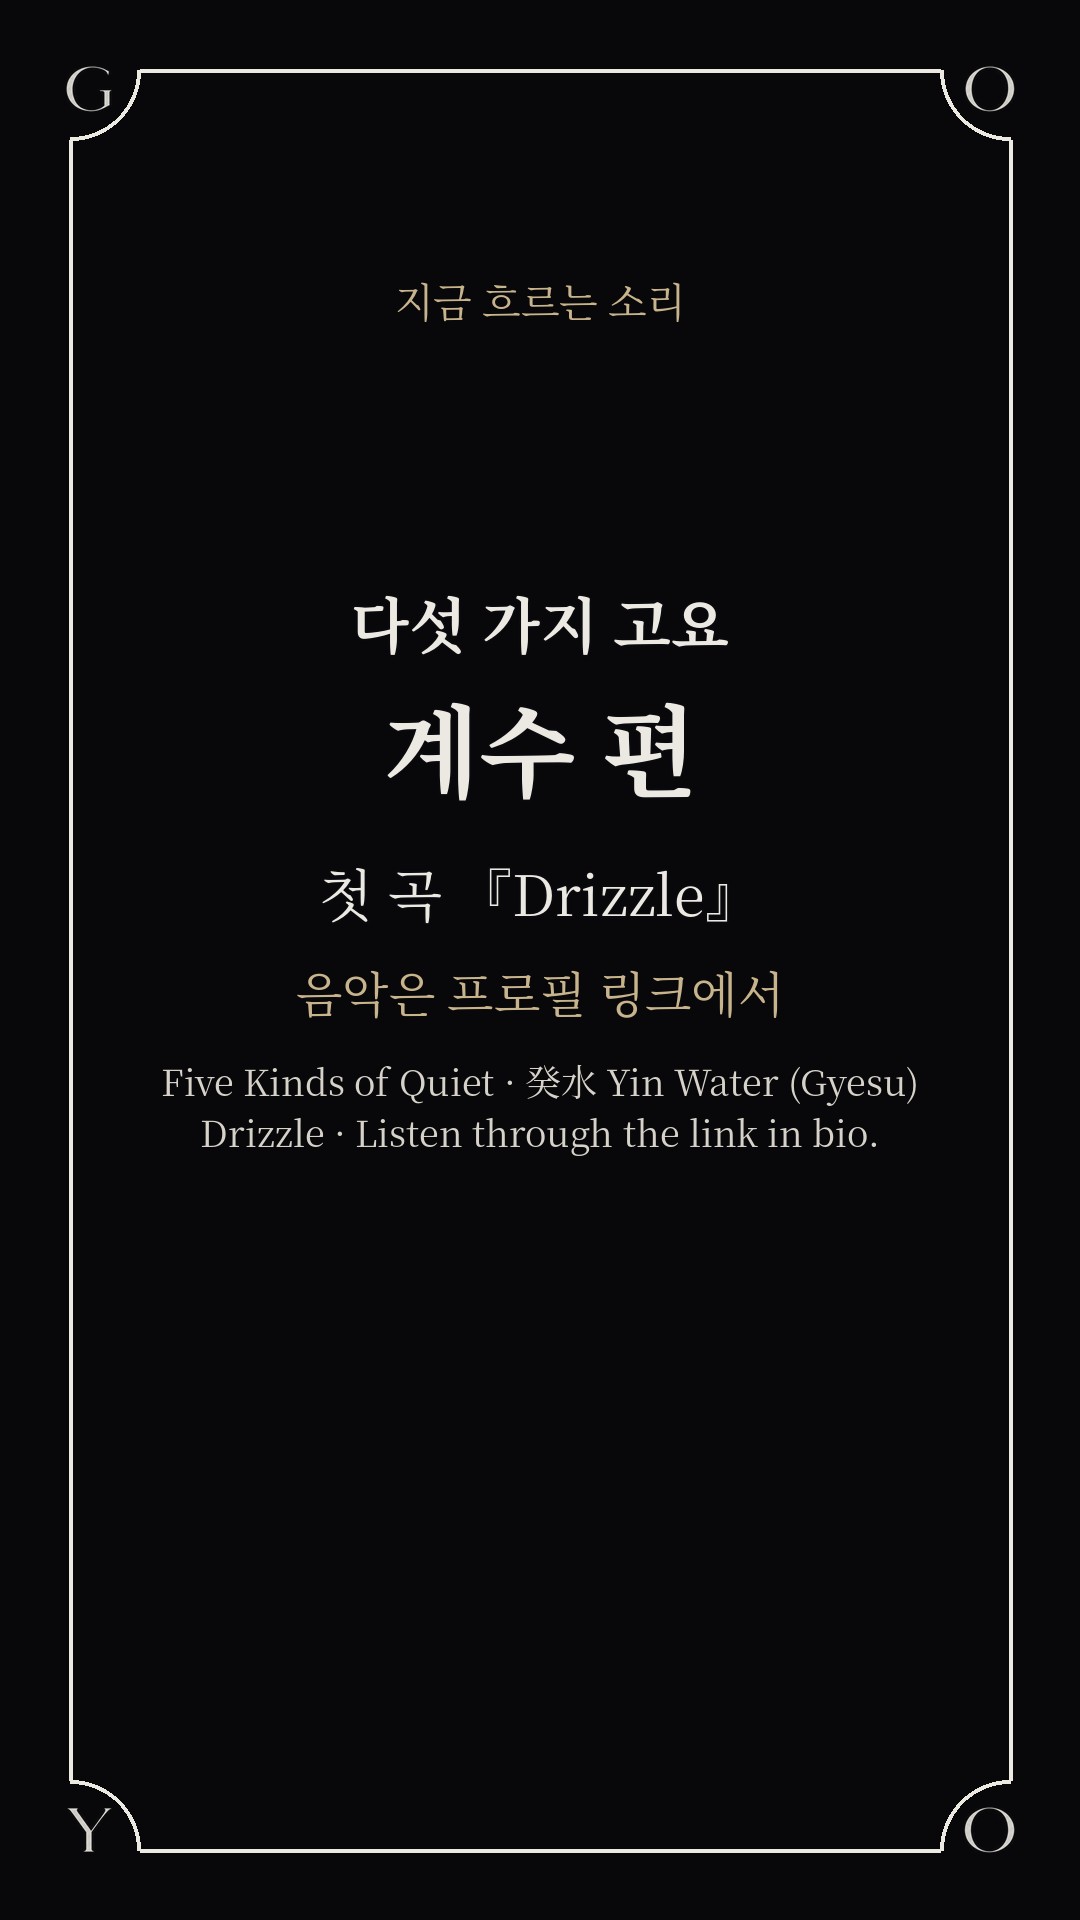 G O
지금 흐르는 소리
다섯 가지 고요
계수 편
첫 곡 『Drizzle』
음악은 프로필 링크에서
Five Kinds of Quiet · 癸水 Yin Water (Gyesu)
Drizzle · Listen through the link in bio.
Y O